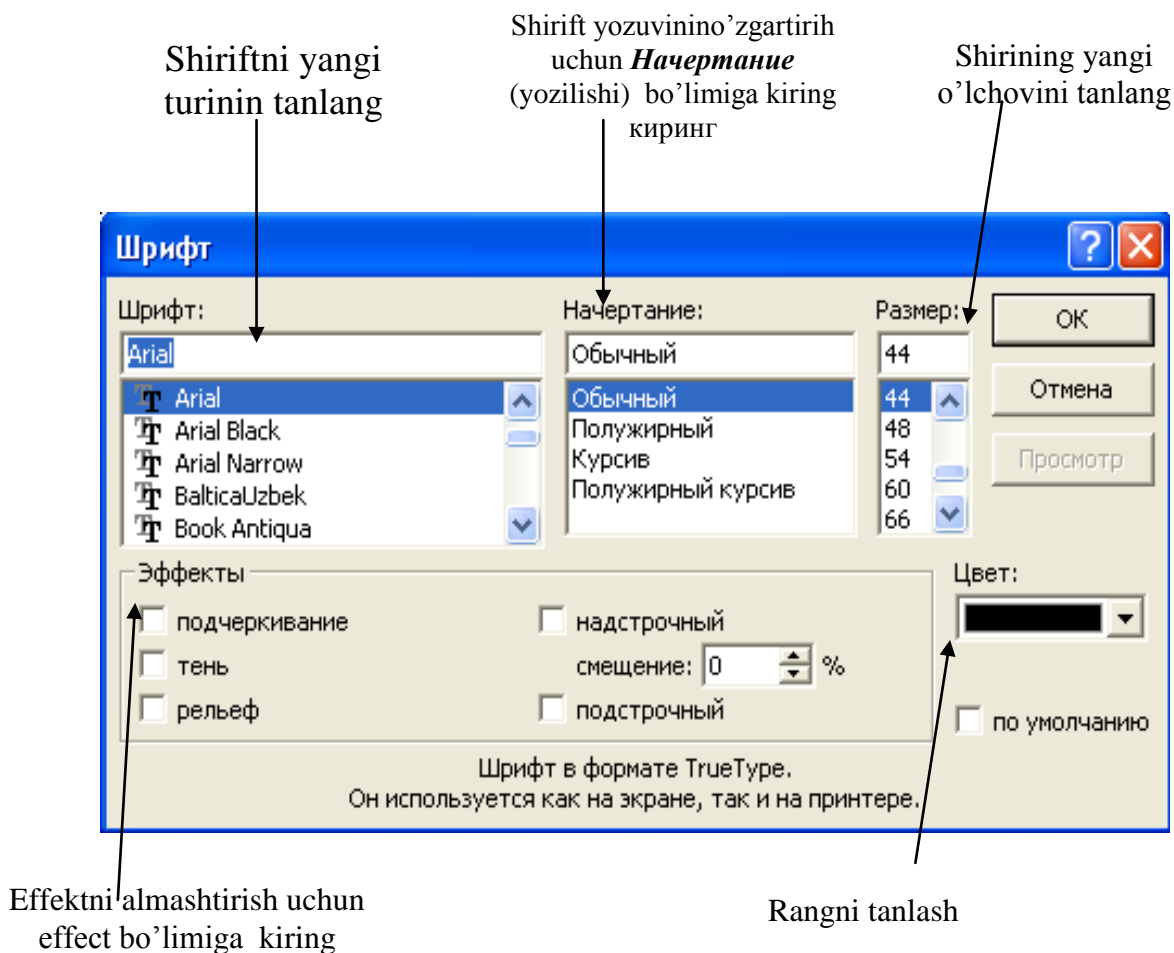 Shiriftni yangi
turinin tanlang
Shirift yozuvinino’zgartirih
uchun Начертание
(yozilishi) bo’limiga kiring
киринг
Shirining yangi
o’lchovini tanlang
Шрифт
Шрифт:
Arial
Arial
Arial Black
Arial Narrow
BalticaUzbek
Book Antiqua
Начертание:
Обычный
Обычный
Полужирный
Курсив
Полужирный курсив
Размер:
44
44
48
54
60
66
ОК
Отмена
Просмотр
Эффекты
подчеркивание
тень
рельеф
надстрочный
смещение: 0 %
подстрочный
Цвет:
по умолчанию
Шрифт в формате TrueType.
Он используется как на экране, так и на принтере.
Effektni almashtirish uchun
effect bo’limiga kiring
Rangni tanlash